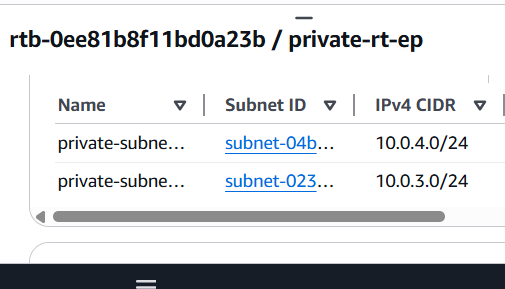 rtb-0ee81b8f11bd0a23b / private-rt-ep
Name Subnet ID IPv4 CIDR
private-subne... subnet-04b... 10.0.4.0/24
private-subne... subnet-023... 10.0.3.0/24